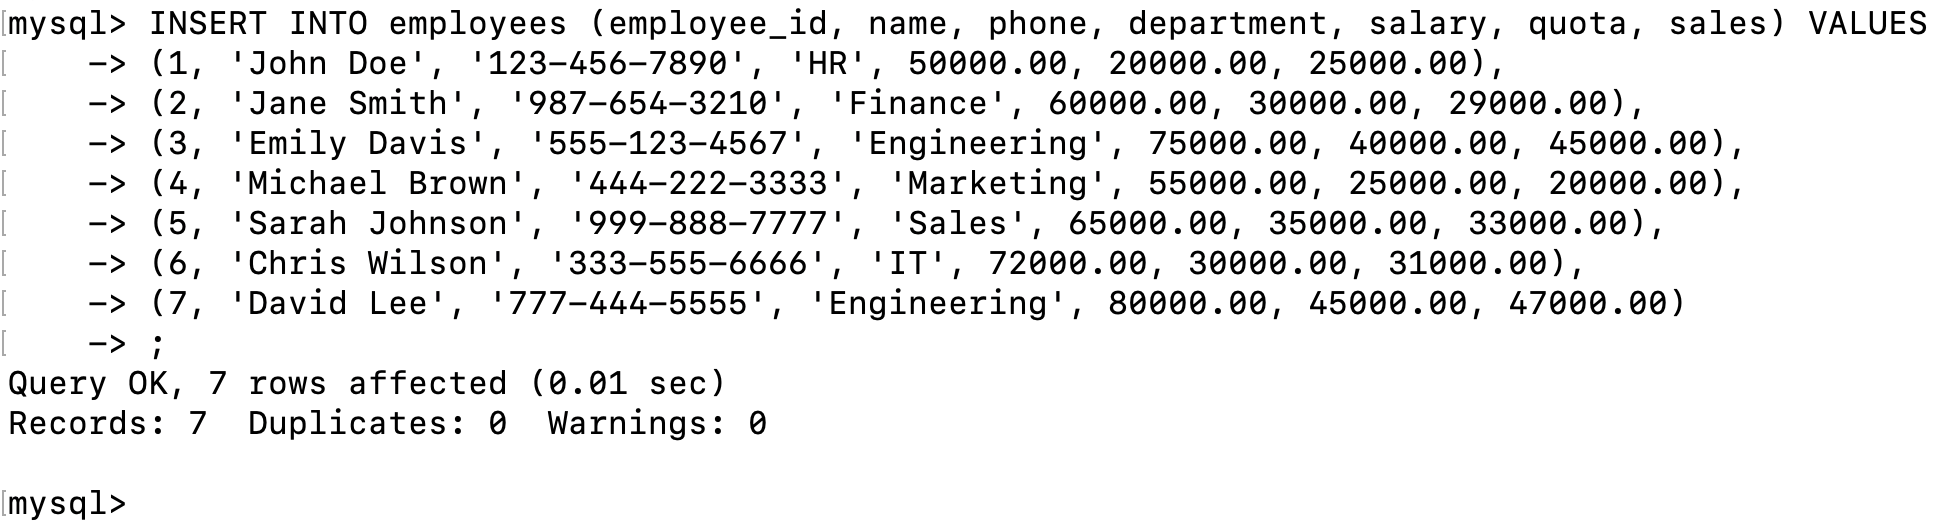 mysql> INSERT INTO employees (employee_id, name, phone, department, salary, quota, sales) VALUES
    -> (1, 'John Doe', '123-456-7890', 'HR', 50000.00, 20000.00, 25000.00),
    -> (2, 'Jane Smith', '987-654-3210', 'Finance', 60000.00, 30000.00, 29000.00),
    -> (3, 'Emily Davis', '555-123-4567', 'Engineering', 75000.00, 40000.00, 45000.00),
    -> (4, 'Michael Brown', '444-222-3333', 'Marketing', 55000.00, 25000.00, 20000.00),
    -> (5, 'Sarah Johnson', '999-888-7777', 'Sales', 65000.00, 35000.00, 33000.00),
    -> (6, 'Chris Wilson', '333-555-6666', 'IT', 72000.00, 30000.00, 31000.00),
    -> (7, 'David Lee', '777-444-5555', 'Engineering', 80000.00, 45000.00, 47000.00)
    -> ;
Query OK, 7 rows affected (0.01 sec)
Records: 7  Duplicates: 0  Warnings: 0
mysql>